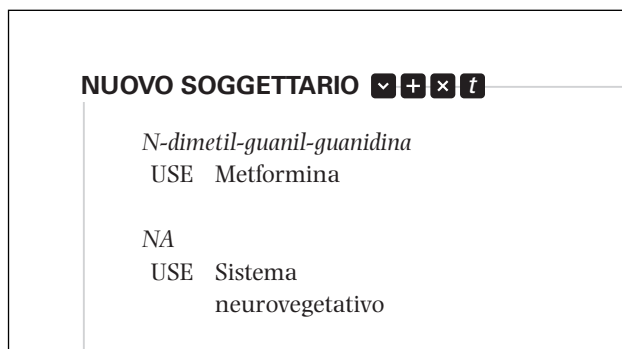 NUOVO SOGGETTARIO t
N-dimetil-guanil-guanidina
USE Metformina
NA
USE Sistema
neurovegetativo